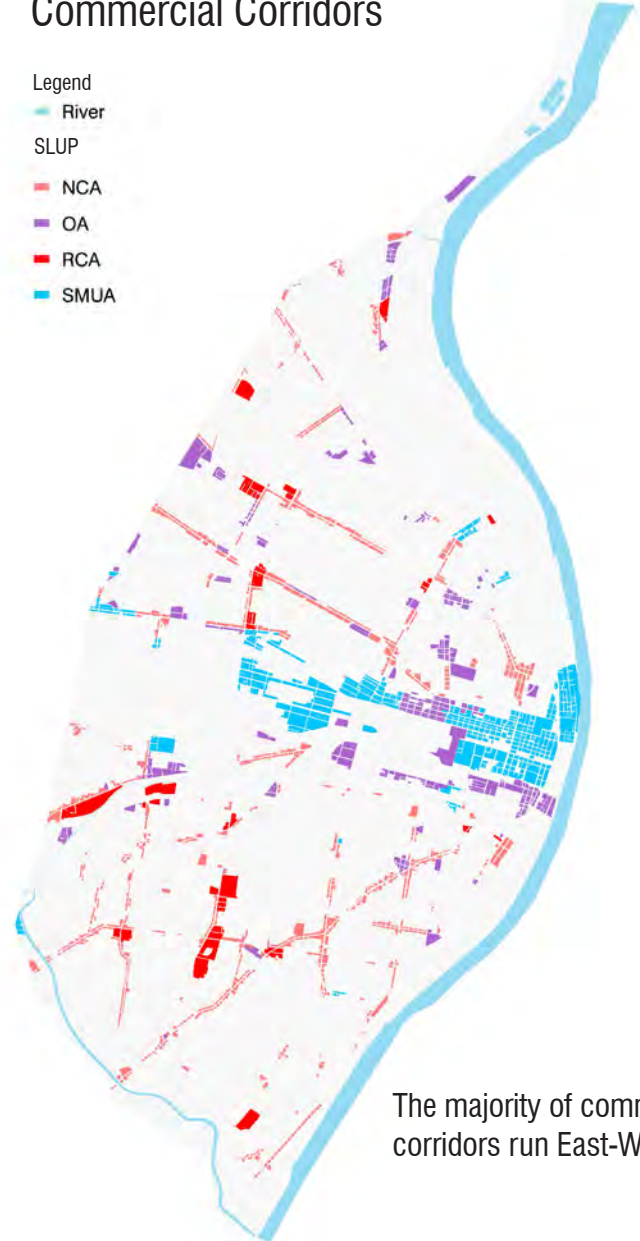 Commercial Corridors
Legend
River
SLUP
NCA
OA
RCA
SMUA
The majority of comm
corridors run East-W